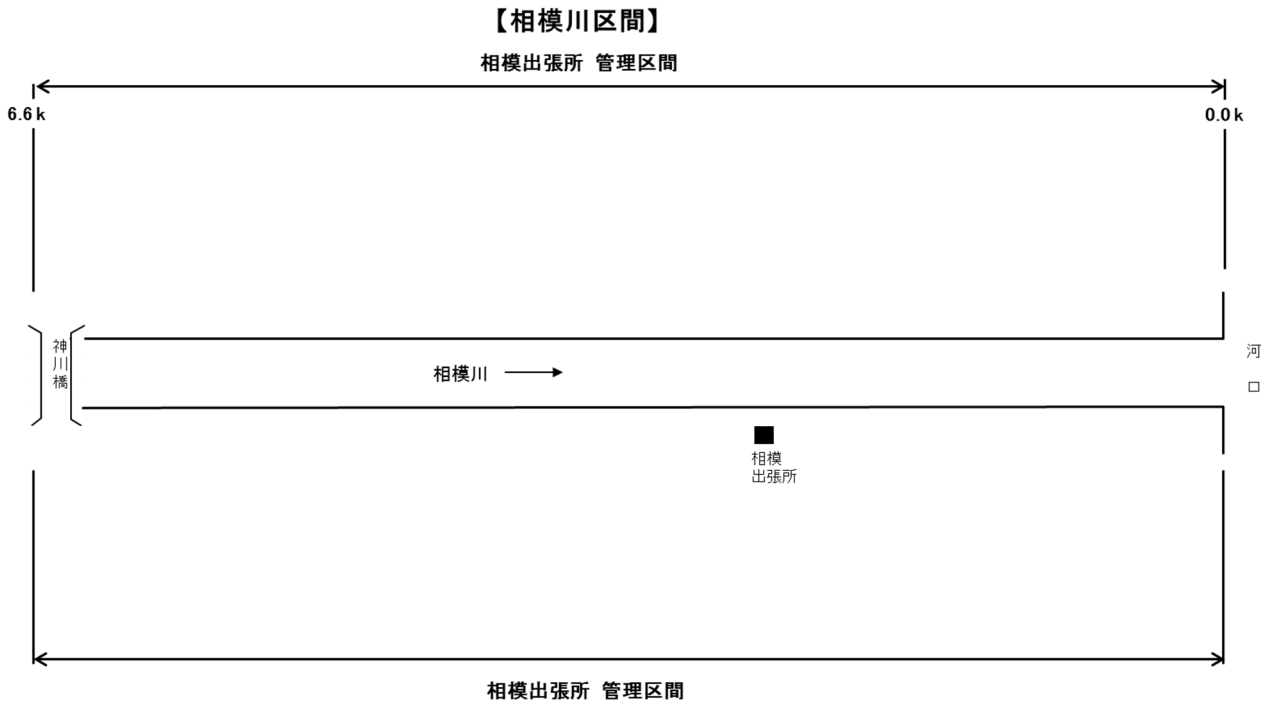 【相模川区間】
相模出張所 管理区間
6.6k
0.0k
神川橋
相模川
河口
相模
出張所
相模出張所 管理区間